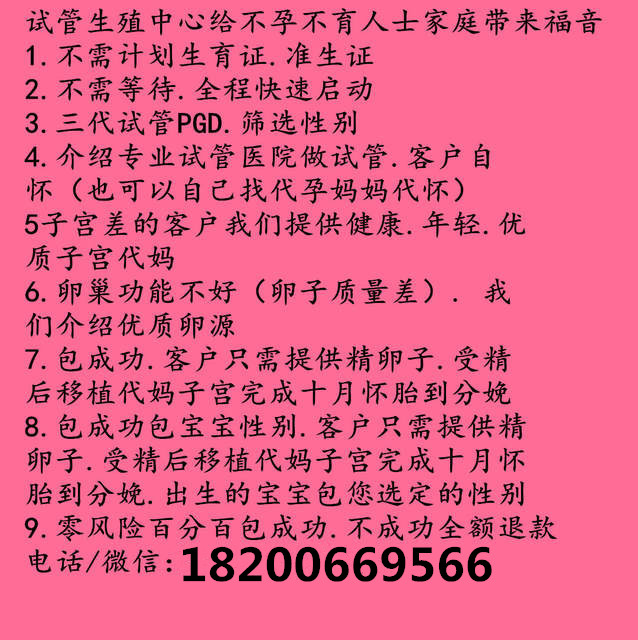 试管生殖中心给不孕不育人士家庭带来福音
1.不需计划生育证.准生证
2.不需等待.全程快速启动
3.三代试管PGD.筛选性别
4.介绍专业试管医院做试管.客户自
怀（也可以自己找代孕妈妈代怀）
5子宫差的客户我们提供健康.年轻.优
质子宫代妈
6.卵巢功能不好（卵子质量差）. 我
们介绍优质卵源
7.包成功.客户只需提供精卵子.受精
后移植代妈子宫完成十月怀胎到分娩
8.包成功包宝宝性别.客户只需提供精
卵子.受精后移植代妈子宫完成十月怀
胎到分娩.出生的宝宝包您选定的性别
9.零风险百分百包成功.不成功全额退款
电话/微信:18200669566